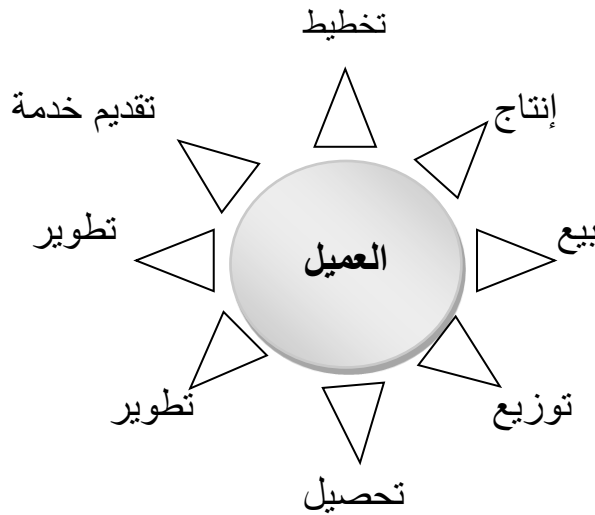 تخطيط
إنتاج
تقديم خدمة
بيع
تطوير
العميل
توزيع
تطوير
تحصيل